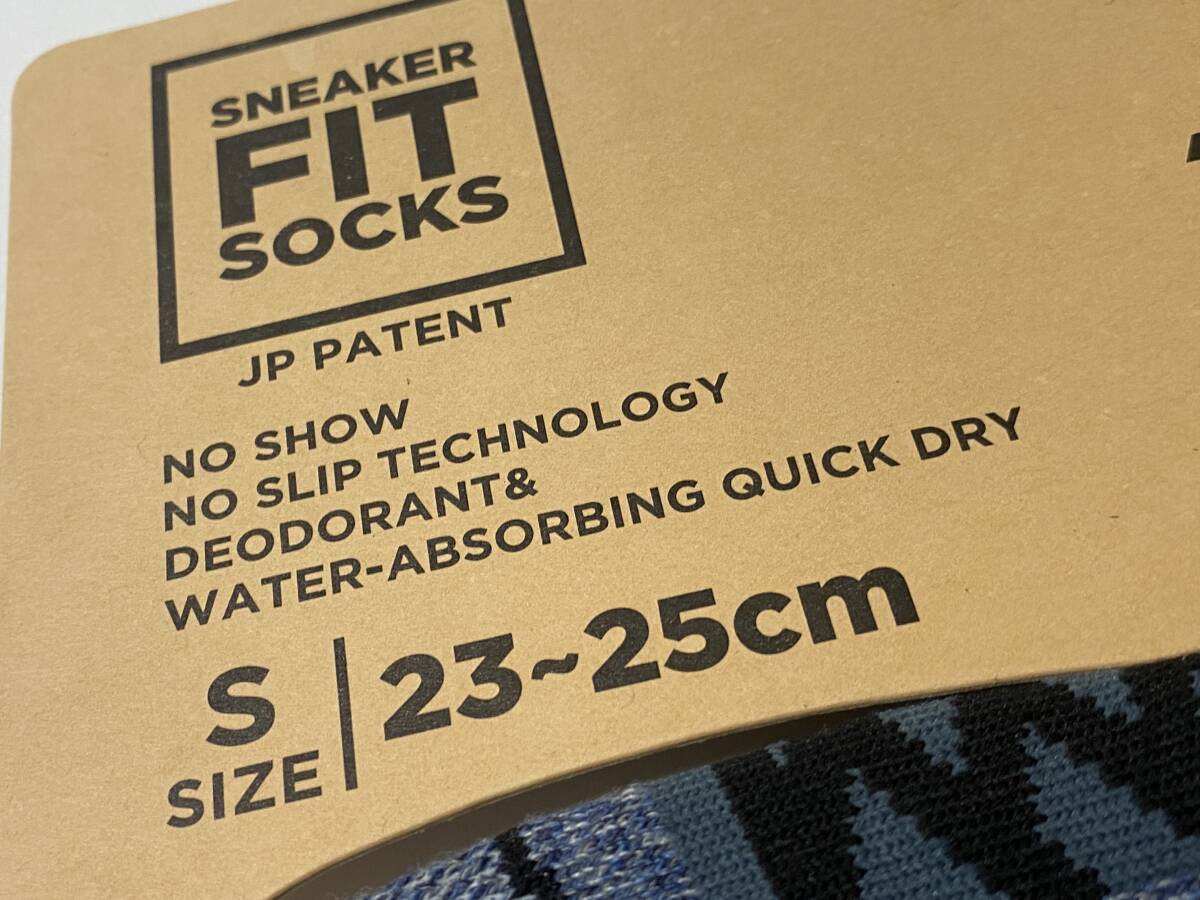 SNEAKER
FIT
SOCKS
JP PATENT
NO SHOW
NO SLIP TECHNOLOGY
DEODORANT&
WATER-ABSORBING QUICK DRY
S
SIZE
23~25cm